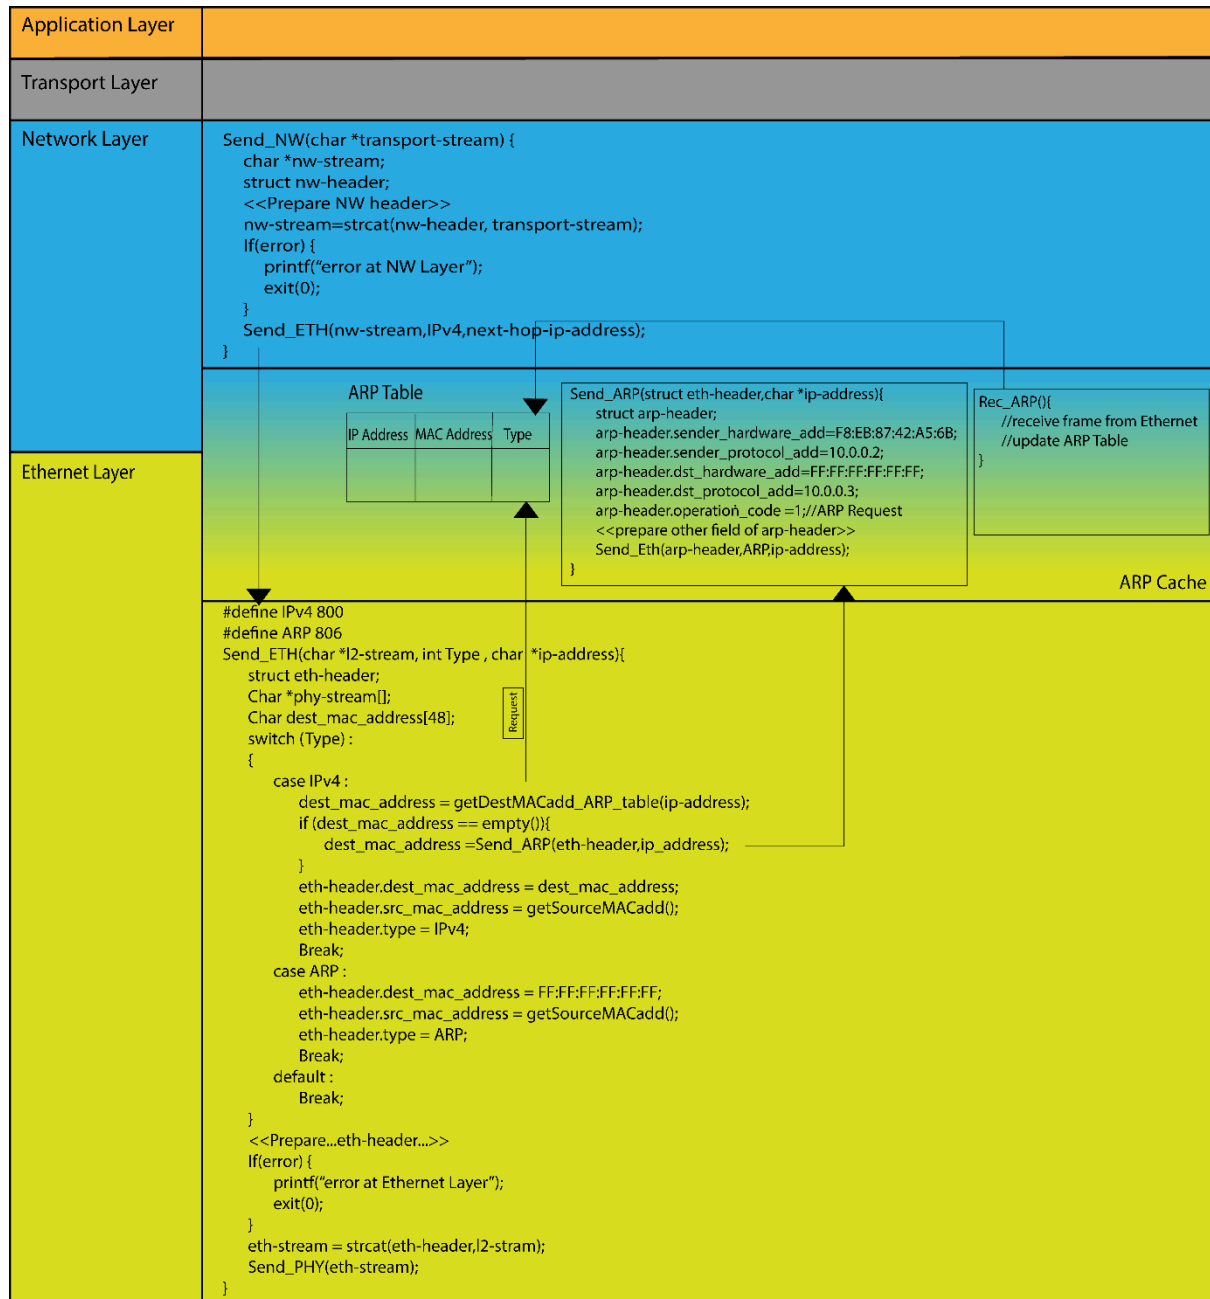 Application Layer
Transport Layer
Network Layer
Send_NW(char *transport-stream) {
char *nw-stream;
struct nw-header;
<<Prepare NW header>>
nw-stream=strcat(nw-header, transport-stream);
If(error) {
printf(“error at NW Layer”);
exit(0);
}
Send_ETH(nw-stream,IPv4,next-hop-ip-address);
}
ARP Table
IP Address MAC Address Type
Send_ARP(struct eth-header,char *ip-address){
struct arp-header;
arp-header.sender_hardware_add=F8:EB:87:42:A5:6B;
arp-header.sender_protocol_add=10.0.0.2;
arp-header.dst_hardware_add=FF:FF:FF:FF:FF:FF;
arp-header.dst_protocol_add=10.0.0.3;
arp-header.operation_code =1;//ARP Request
<<prepare other field of arp-header>>
Send_Eth(arp-header,ARP,ip-address);
}
Rec_ARP(){
//receive frame from Ethernet
//update ARP Table
}
ARP Cache
Ethernet Layer
#define IPv4 800
#define ARP 806
Send_ETH(char *l2-stream, int Type , char *ip-address){
struct eth-header;
Char *phy-stream[];
Char dest_mac_address[48];
switch (Type) :
{
case IPv4 :
dest_mac_address = getDestMACadd_ARP_table(ip-address);
if (dest_mac_address == empty()){
dest_mac_address =Send_ARP(eth-header,ip_address);
}
eth-header.dest_mac_address = dest_mac_address;
eth-header.src_mac_address = getSourceMACadd();
eth-header.type = IPv4;
Break;
case ARP :
eth-header.dest_mac_address = FF:FF:FF:FF:FF:FF;
eth-header.src_mac_address = getSourceMACadd();
eth-header.type = ARP;
Break;
default :
Break;
}
<<Prepare...eth-header...>>
If(error) {
printf(“error at Ethernet Layer”);
exit(0);
}
eth-stream = strcat(eth-header,l2-stram);
Send_PHY(eth-stream);
}
Request